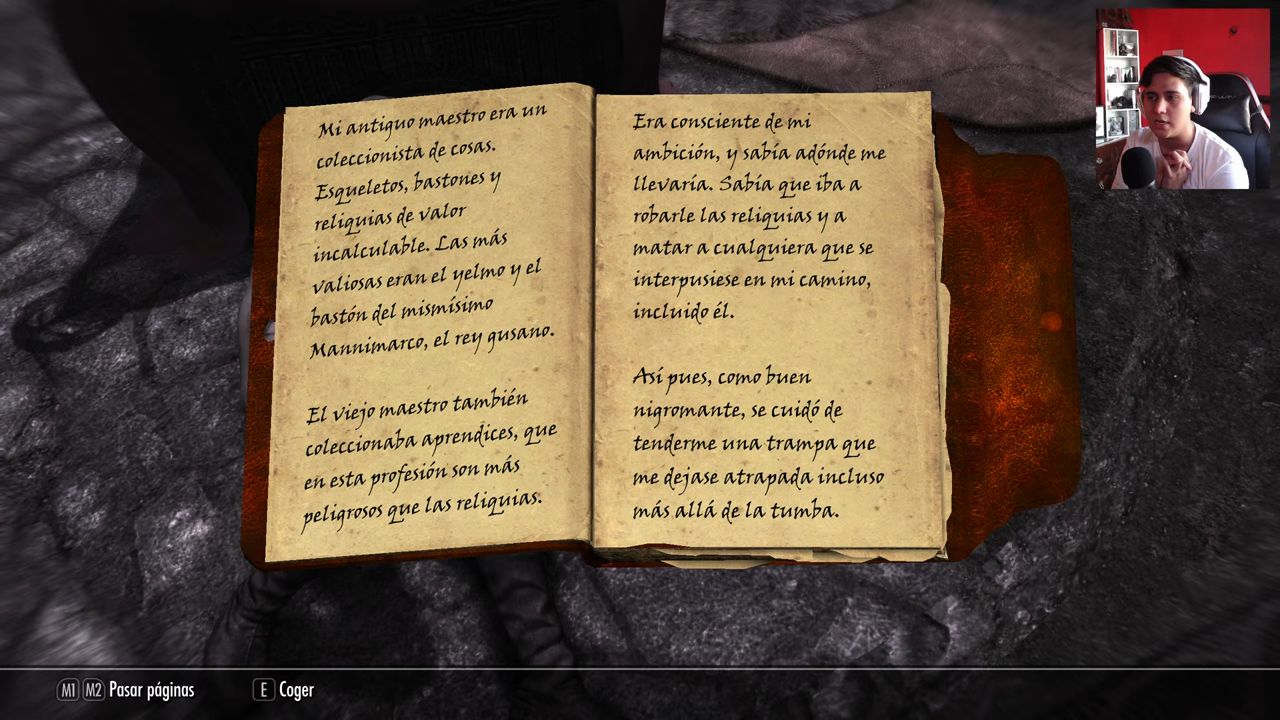 Mi antiguo maestro era un
coleccionista de cosas.
Esqueletos, bastones y
reliquias de valor
incalculable. Las más
valiosas eran el yelmo y el
bastón del mismísimo
Mannimarco, el rey gusano.
El viejo maestro también
coleccionaba aprendices, que
en esta profesión son más
peligrosos que las reliquias.
Era consciente de mi
ambición, y sabía adónde me
llevaría. Sabía que iba a
robarle las reliquias y a
matar a cualquiera que se
interpusiese en mi camino,
incluido él.
Así pues, como buen
nigromante, se cuidó de
tenderme una trampa que
me dejase atrapada incluso
más allá de la tumba.
M1 M2 Pasar páginas
E Coger